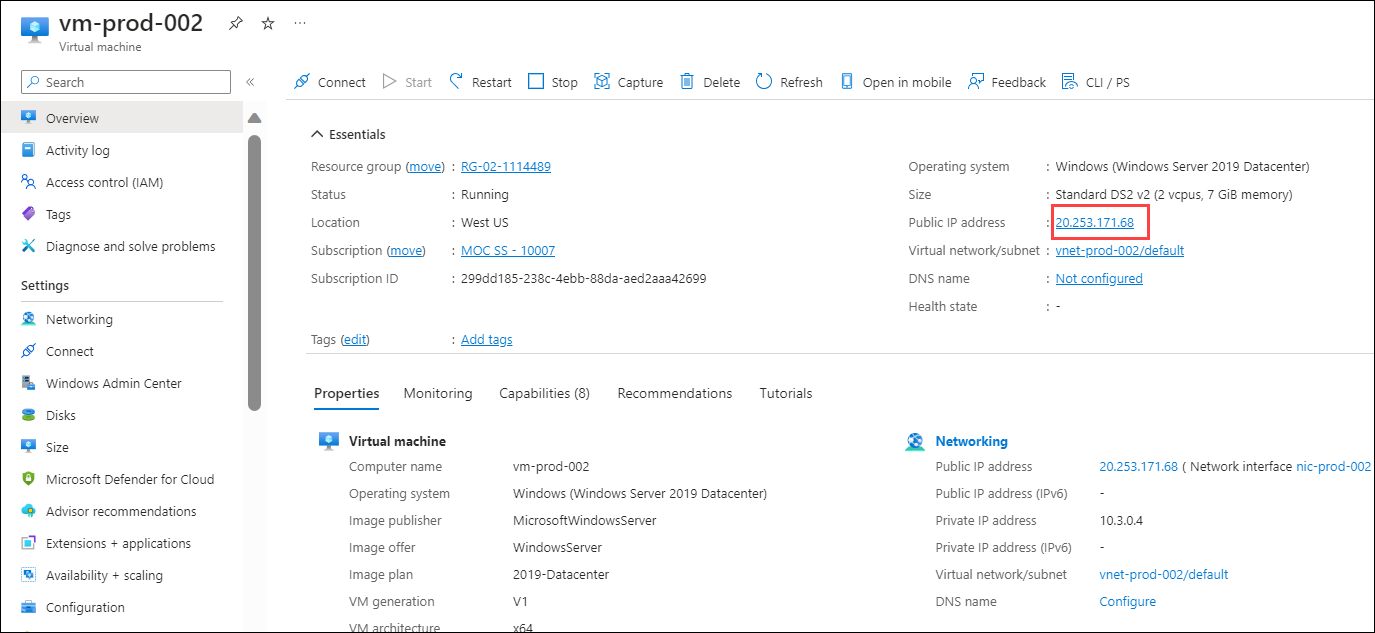 vm-prod-002
Virtual machine
Search
«
Connect Start Restart Stop Capture Delete Refresh Open in mobile Feedback CLI / PS
Overview
Activity log
Access control (IAM)
Tags
Diagnose and solve problems
Settings
Networking
Connect
Windows Admin Center
Disks
Size
Microsoft Defender for Cloud
Advisor recommendations
Extensions + applications
Availability + scaling
Configuration
Essentials
Resource group (move) : RG-02-1114489
Status : Running
Location : West US
Subscription (move) : MOC SS - 10007
Subscription ID : 299dd185-238c-4ebb-88da-aed2aaa42699
Operating system : Windows (Windows Server 2019 Datacenter)
Size : Standard DS2 v2 (2 vcpus, 7 GiB memory)
Public IP address : 20.253.171.68
Virtual network/subnet : vnet-prod-002/default
DNS name : Not configured
Health state : -
Tags (edit) : Add tags
Properties Monitoring Capabilities (8) Recommendations Tutorials
Virtual machine
Computer name vm-prod-002
Operating system Windows (Windows Server 2019 Datacenter)
Image publisher MicrosoftWindowsServer
Image offer WindowsServer
Image plan 2019-Datacenter
VM generation V1
VM architecture x64
Networking
Public IP address 20.253.171.68 ( Network interface nic-prod-002
Public IP address (IPv6) -
Private IP address 10.3.0.4
Private IP address (IPv6) -
Virtual network/subnet vnet-prod-002/default
DNS name Configure